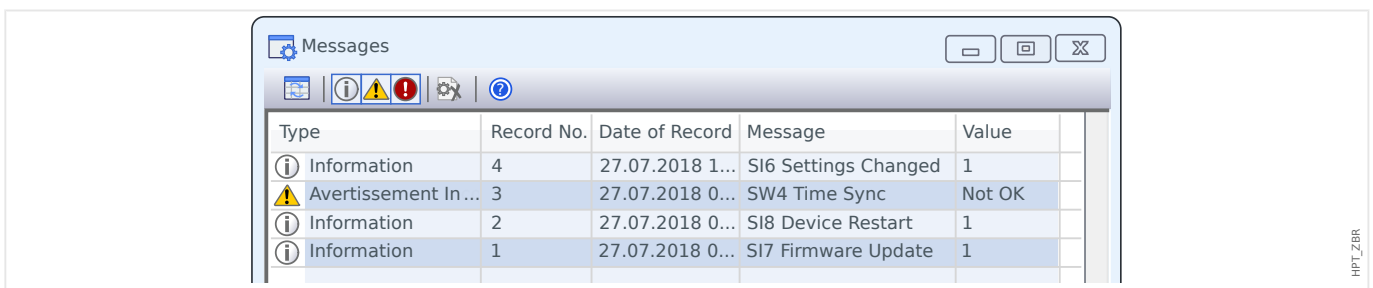 Messages
Type Record No. Date of Record Message Value
Information 4 27.07.2018 1... SI6 Settings Changed 1
Avertissement In... 3 27.07.2018 0... SW4 Time Sync Not OK
Information 2 27.07.2018 0... SI8 Device Restart 1
Information 1 27.07.2018 0... SI7 Firmware Update 1
HPT_ZBR